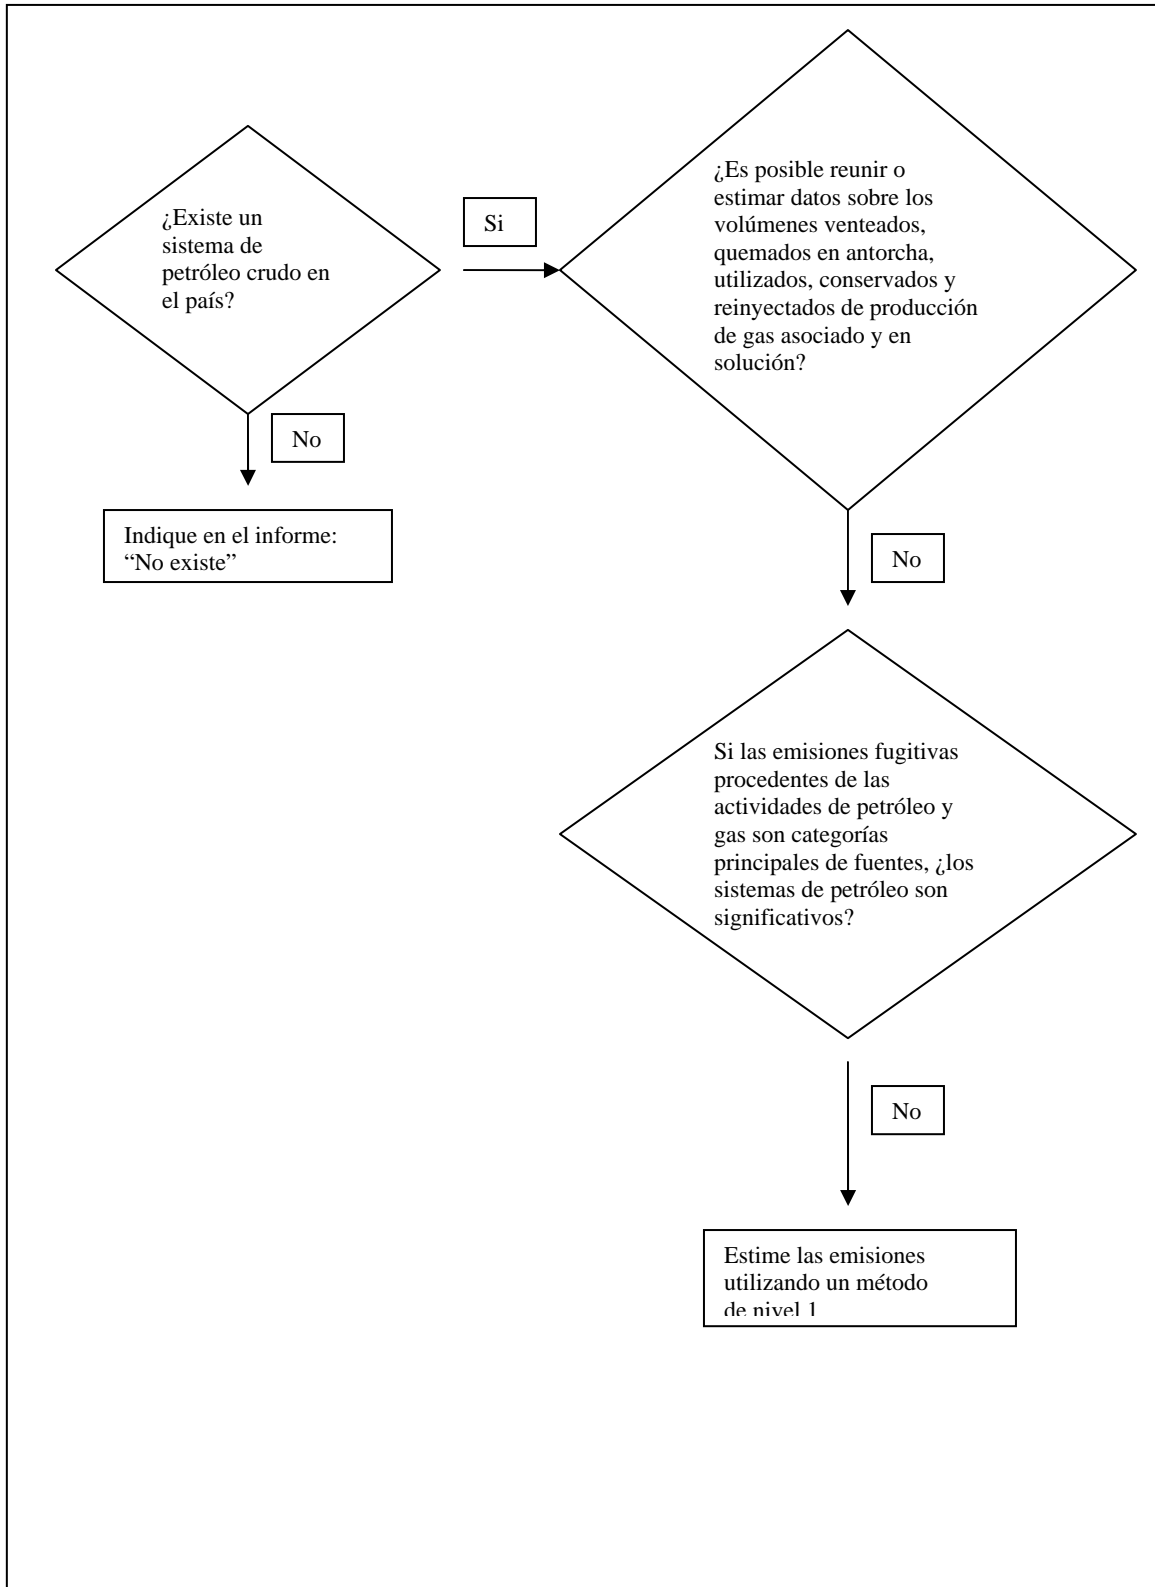 ¿Existe un
sistema de
petróleo crudo en
el país?
Si
¿Es posible reunir o
estimar datos sobre los
volúmenes venteados,
quemados en antorcha,
utilizados, conservados y
reinyectados de producción
de gas asociado y en
solución?
No
Indique en el informe:
“No existe”
No
Si las emisiones fugitivas
procedentes de las
actividades de petróleo y
gas son categorías
principales de fuentes, ¿los
sistemas de petróleo son
significativos?
No
Estime las emisiones
utilizando un método
de nivel 1